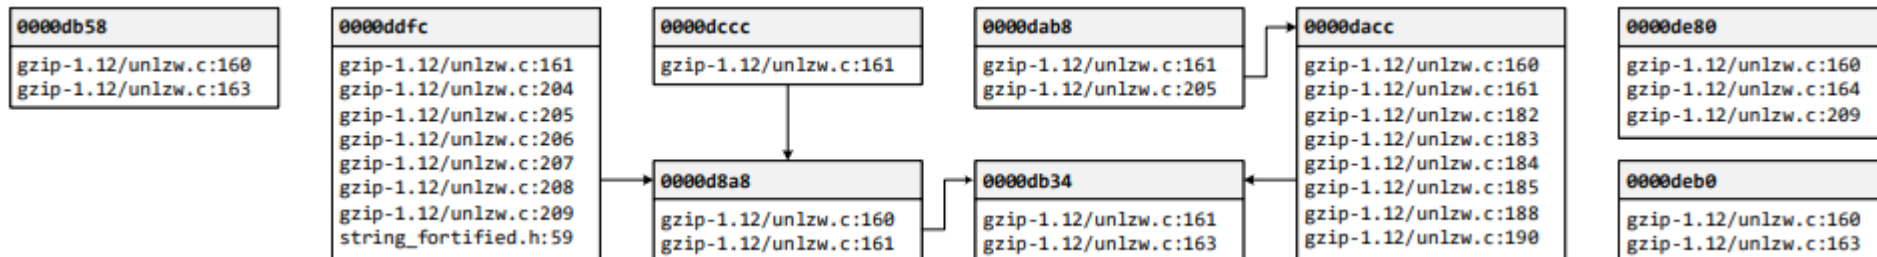 0000db58
gzip-1.12/unlzw.c:160
gzip-1.12/unlzw.c:163
0000ddfc
gzip-1.12/unlzw.c:161
gzip-1.12/unlzw.c:204
gzip-1.12/unlzw.c:205
gzip-1.12/unlzw.c:206
gzip-1.12/unlzw.c:207
gzip-1.12/unlzw.c:208
gzip-1.12/unlzw.c:209
string_fortified.h:59
0000dccc
gzip-1.12/unlzw.c:161
0000d8a8
gzip-1.12/unlzw.c:160
gzip-1.12/unlzw.c:161
0000dab8
gzip-1.12/unlzw.c:161
gzip-1.12/unlzw.c:205
0000db34
gzip-1.12/unlzw.c:161
gzip-1.12/unlzw.c:163
0000dacc
gzip-1.12/unlzw.c:160
gzip-1.12/unlzw.c:161
gzip-1.12/unlzw.c:182
gzip-1.12/unlzw.c:183
gzip-1.12/unlzw.c:184
gzip-1.12/unlzw.c:185
gzip-1.12/unlzw.c:188
gzip-1.12/unlzw.c:190
0000de80
gzip-1.12/unlzw.c:160
gzip-1.12/unlzw.c:164
gzip-1.12/unlzw.c:209
0000deb0
gzip-1.12/unlzw.c:160
gzip-1.12/unlzw.c:163